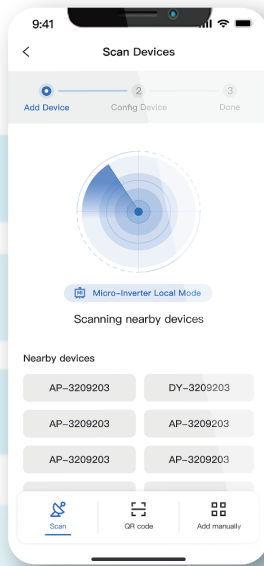 9:41
Scan Devices
2
3
Add Device
Config Device
Done
Micro-Inverter Local Mode
Scanning nearby devices
Nearby devices
AP-3209203
DY-3209203
AP-3209203
AP-3209203
AP-3209203
AP-3209203
Scan
QR code
Add manually